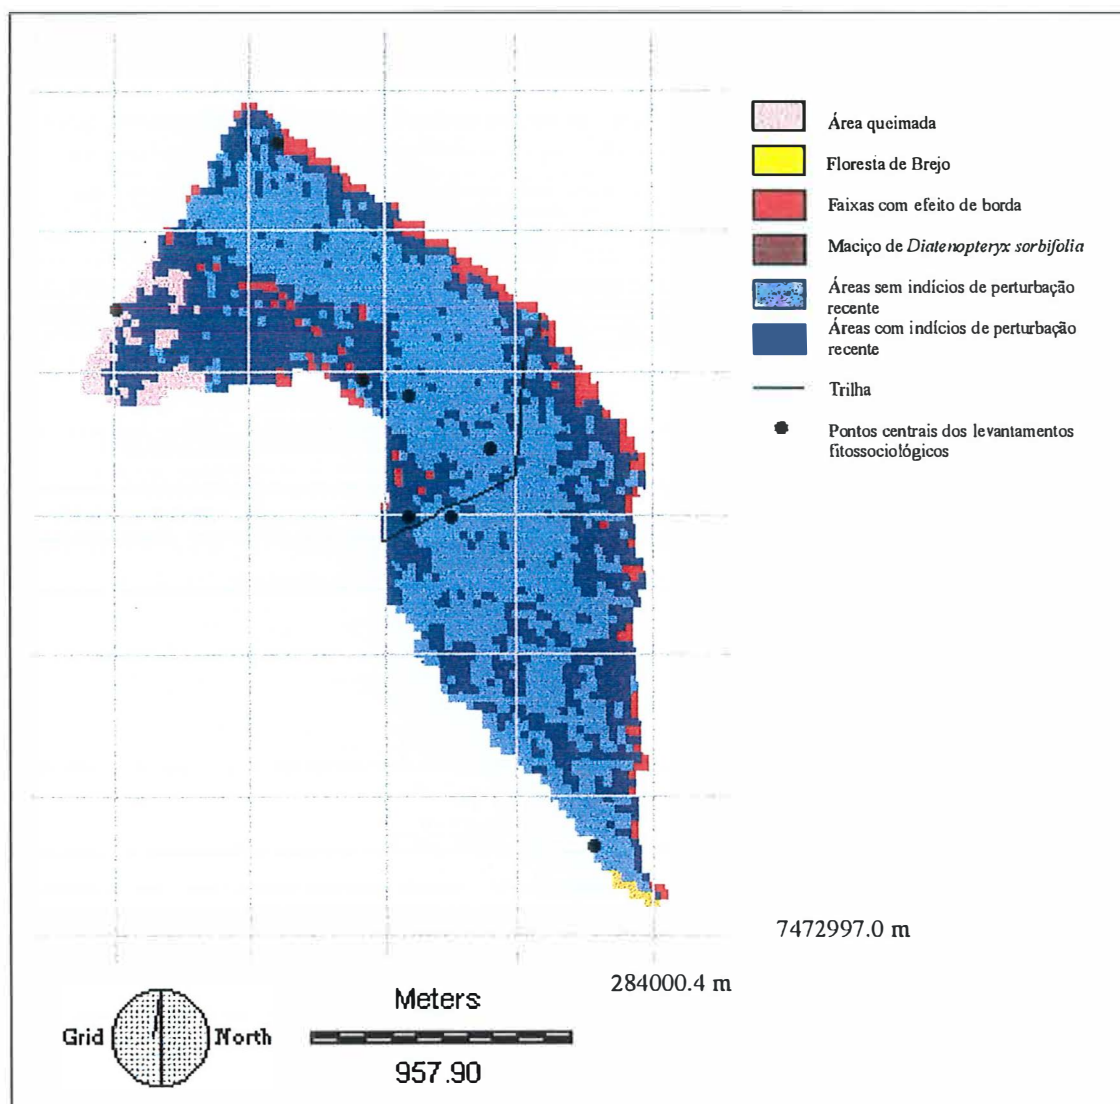 Área queimada
Floresta de Brejo
Faixas com efeito de borda
Maciço de Diatenopteryx sorbifolia
Áreas sem indícios de perturbação
recente
Áreas com indícios de perturbação
recente
Trilha
Pontos centrais dos levantamentos
fitossociológicos
7472997.0 m
284000.4 m
Meters
Grid North
957.90